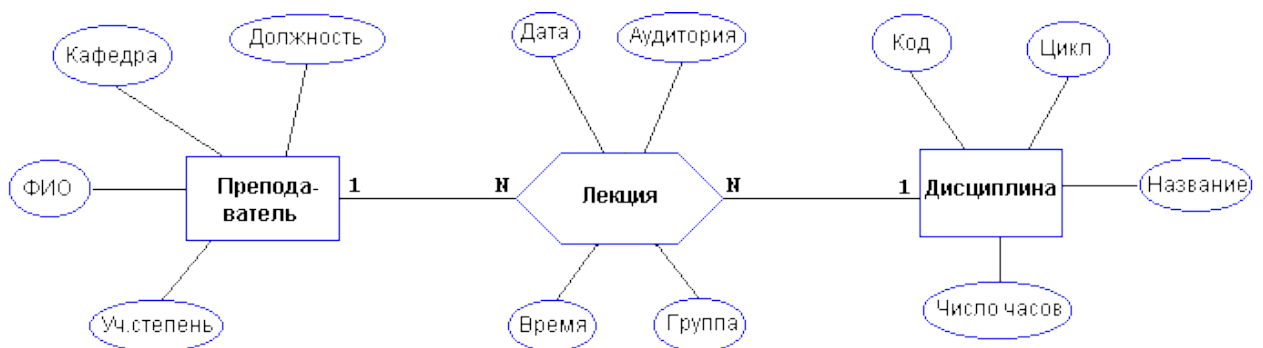 Дата
Аудитория
Должность
Код
Цикл
Кафедра
Препода-
ватель
1
N
Лекция
N
1
Дисциплина
ФИО
Название
Уч.степень
Время
Группа
Число часов